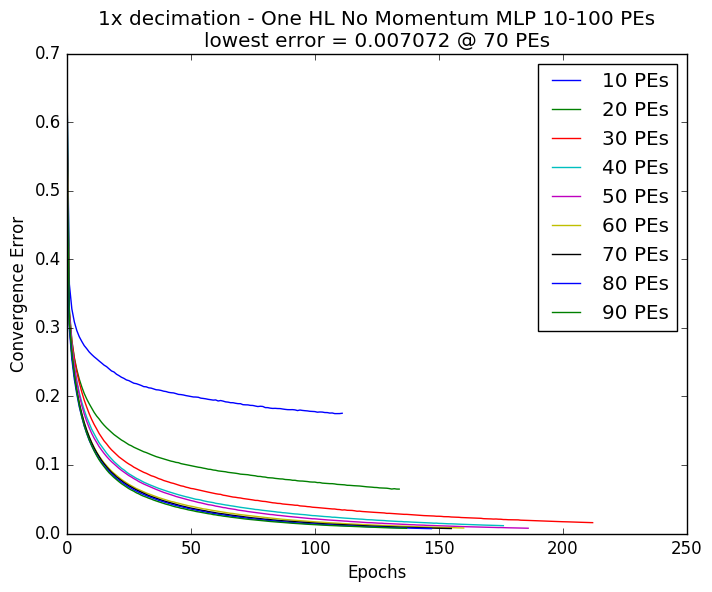 1x decimation - One HL No Momentum MLP 10-100 PEs
lowest error = 0.007072 @ 70 PEs
0.7
0.6
0.5
0.4
0.3
0.2
0.1
0.0
Convergence Error
10 PEs
20 PEs
30 PEs
40 PEs
50 PEs
60 PEs
70 PEs
80 PEs
90 PEs
0 50 100 150 200 250
Epochs